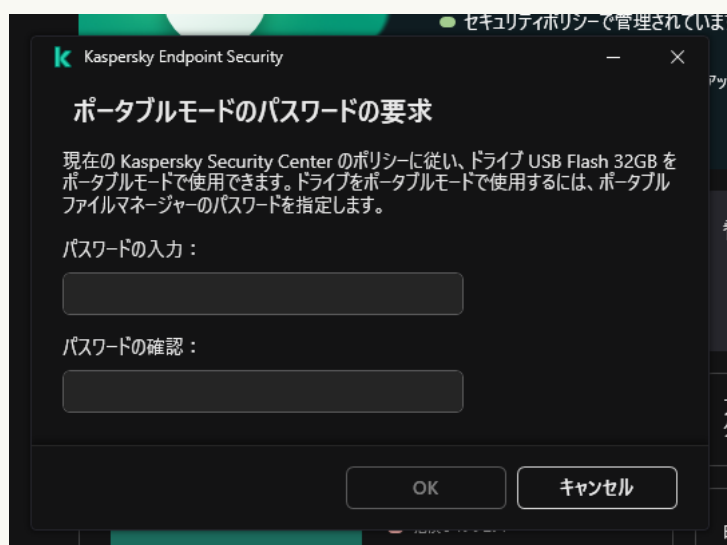 セキュリティポリシーで管理されていま
Kaspersky Endpoint Security
ポータブルモードのパスワードの要求
現在の Kaspersky Security Center のポリシーに従い、ドライブ USB Flash 32GB を
ポータブルモードで使用できます。ドライブをポータブルモードで使用するには、ポータブル
ファイルマネージャーのパスワードを指定します。
パスワードの入力：
パスワードの確認：
OK
キャンセル